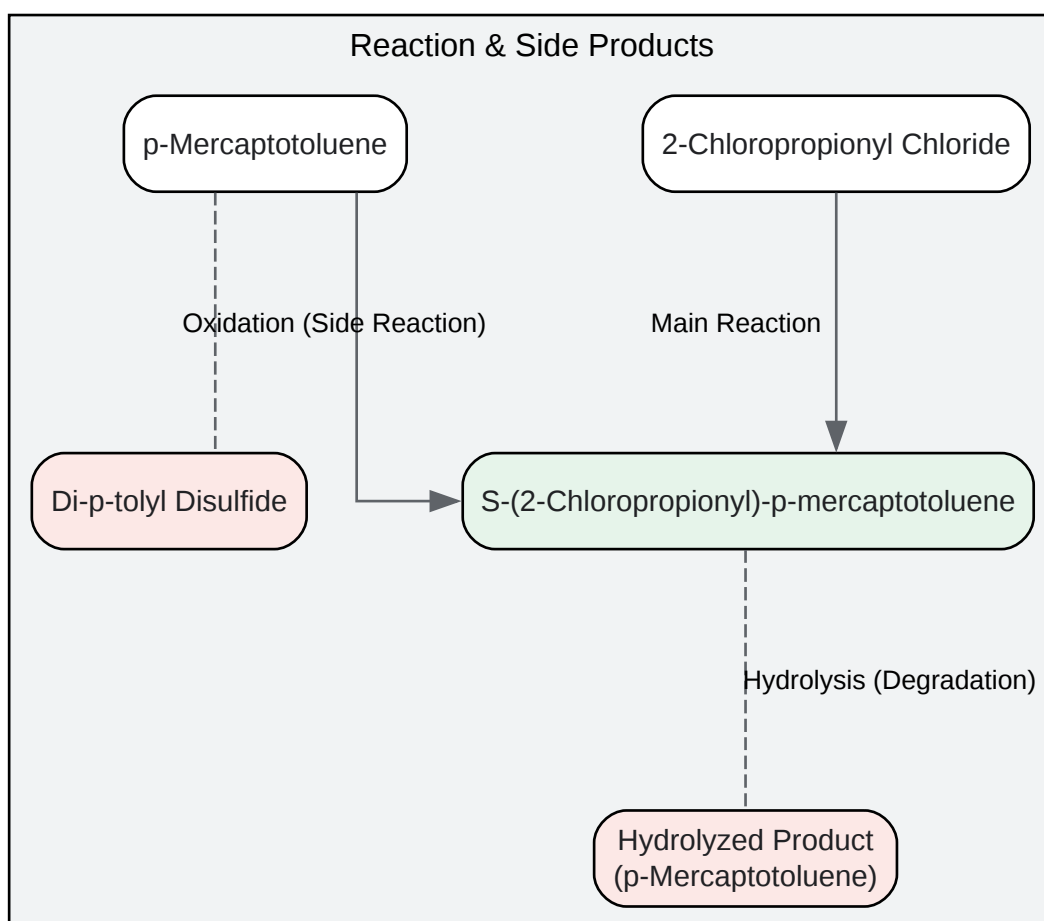 Reaction & Side Products
p-Mercaptotoluene
2-Chloropropionyl Chloride
Oxidation (Side Reaction)
Main Reaction
Di-p-tolyl Disulfide
S-(2-Chloropropionyl)-p-mercaptotoluene
Hydrolysis (Degradation)
Hydrolyzed Product
(p-Mercaptotoluene)